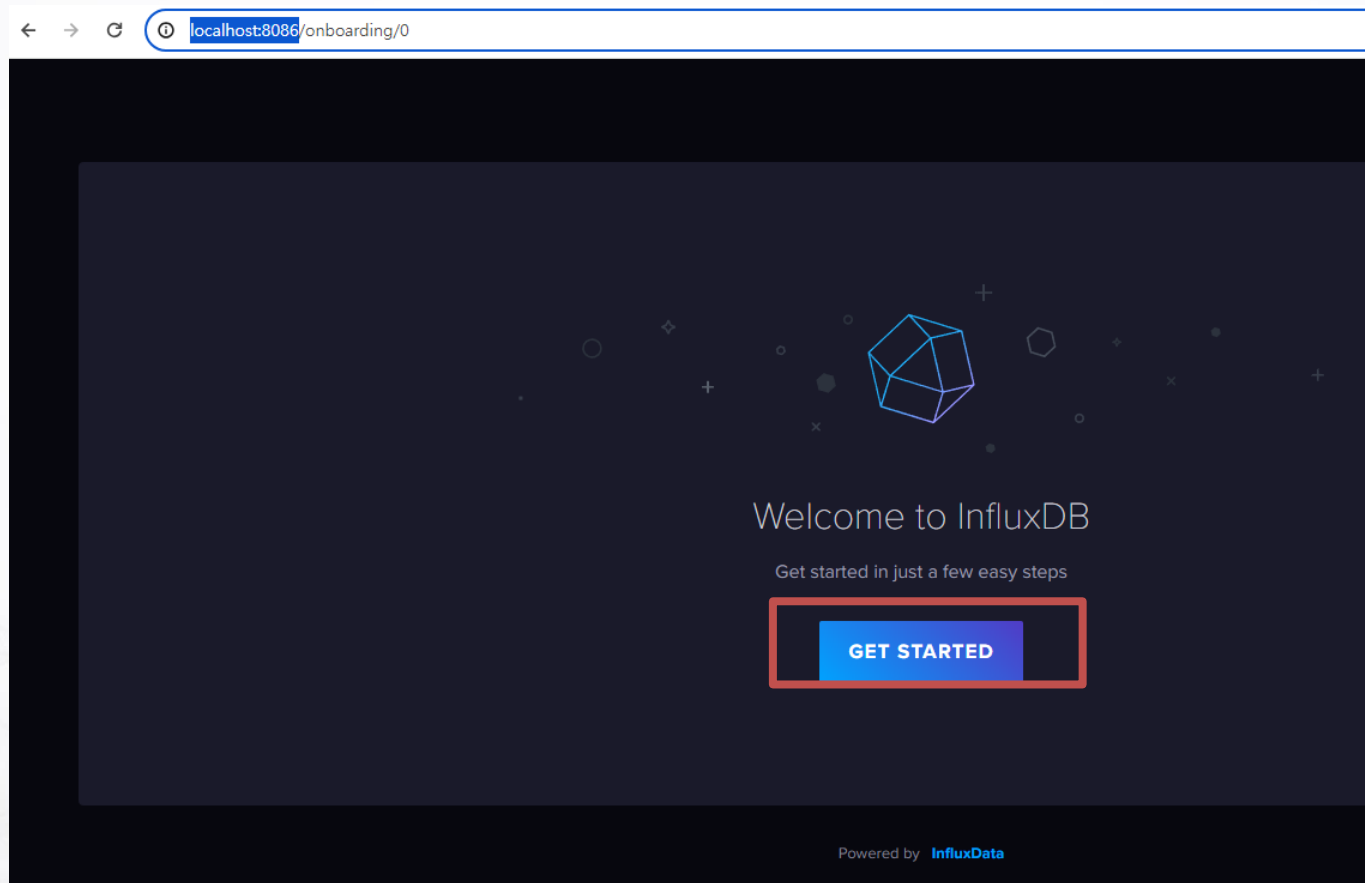 localhost:8086/onboarding/0
Welcome to InfluxDB
Get started in just a few easy steps
GET STARTED
Powered by InfluxData